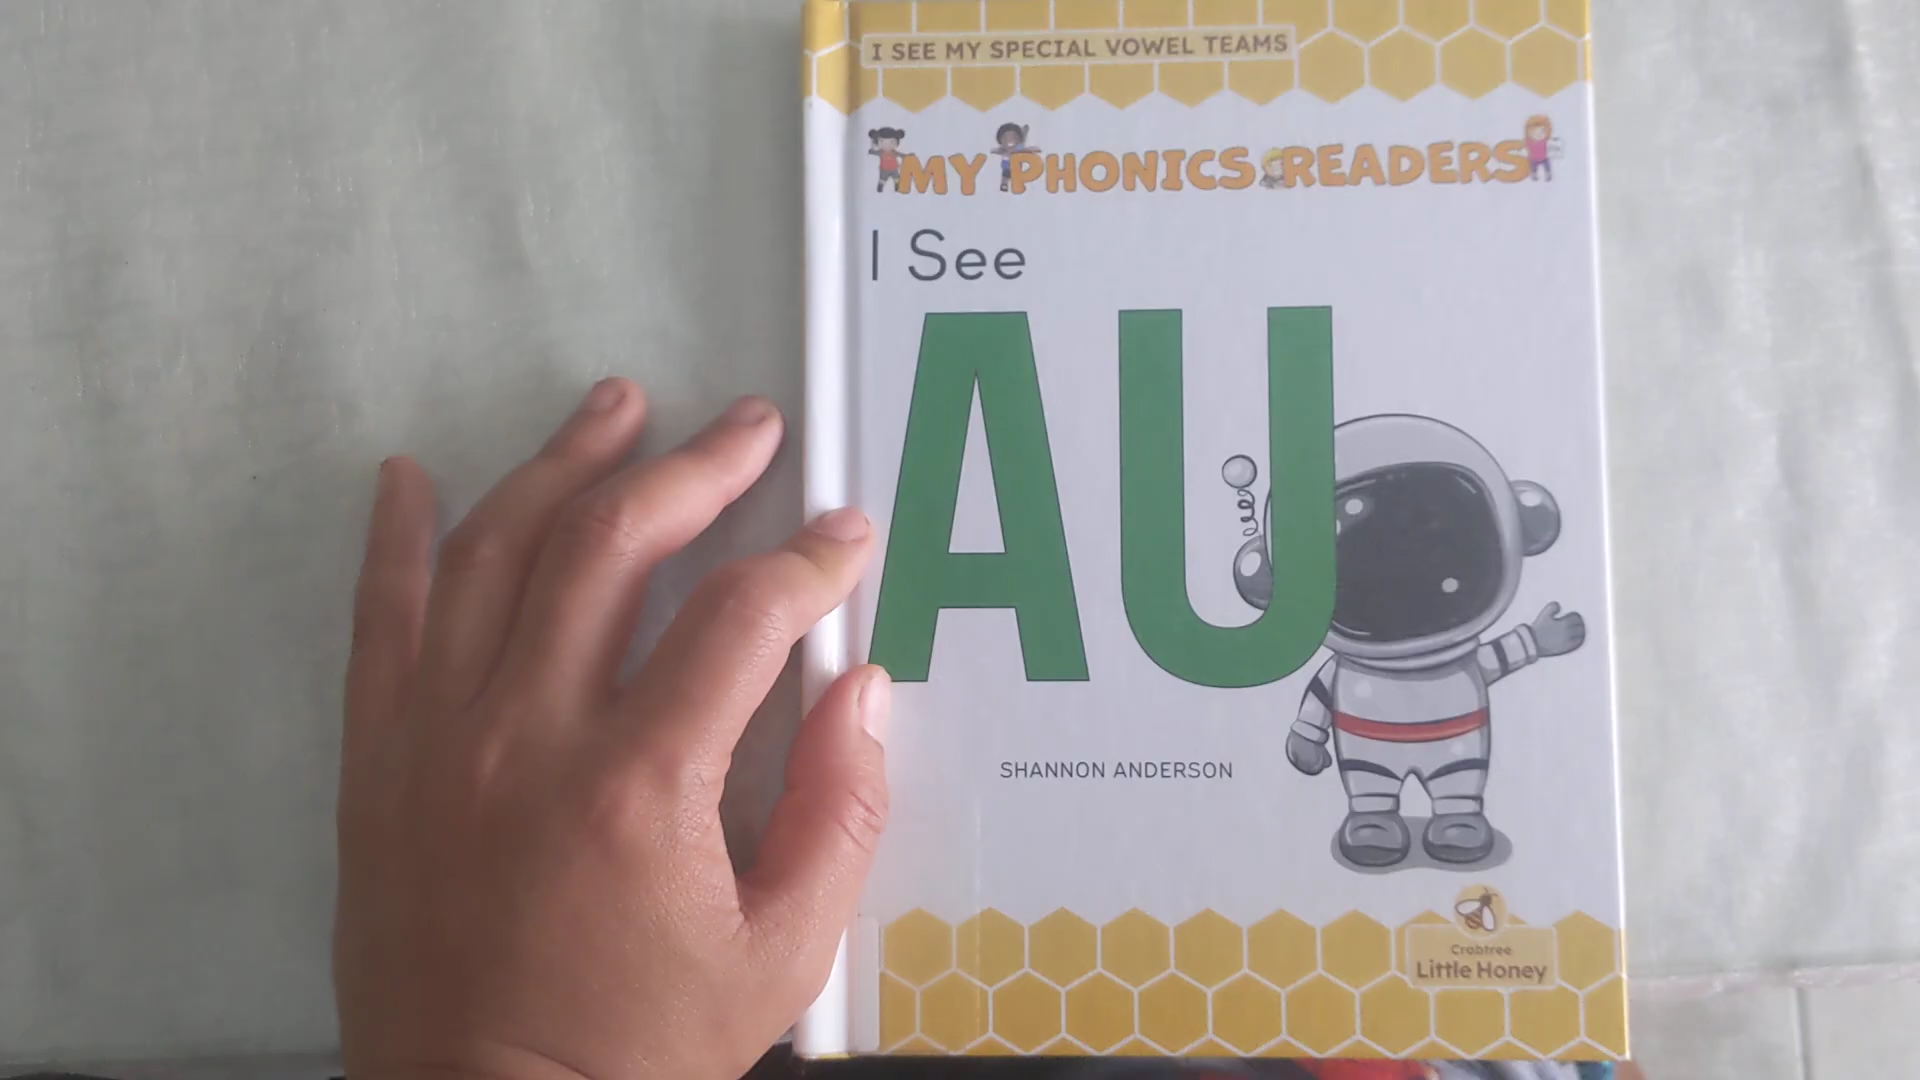 I SEE MY SPECIAL VOWEL TEAMS
MY PHONICS READERS
I See
AU
SHANNON ANDERSON
Crabtree
Little Honey